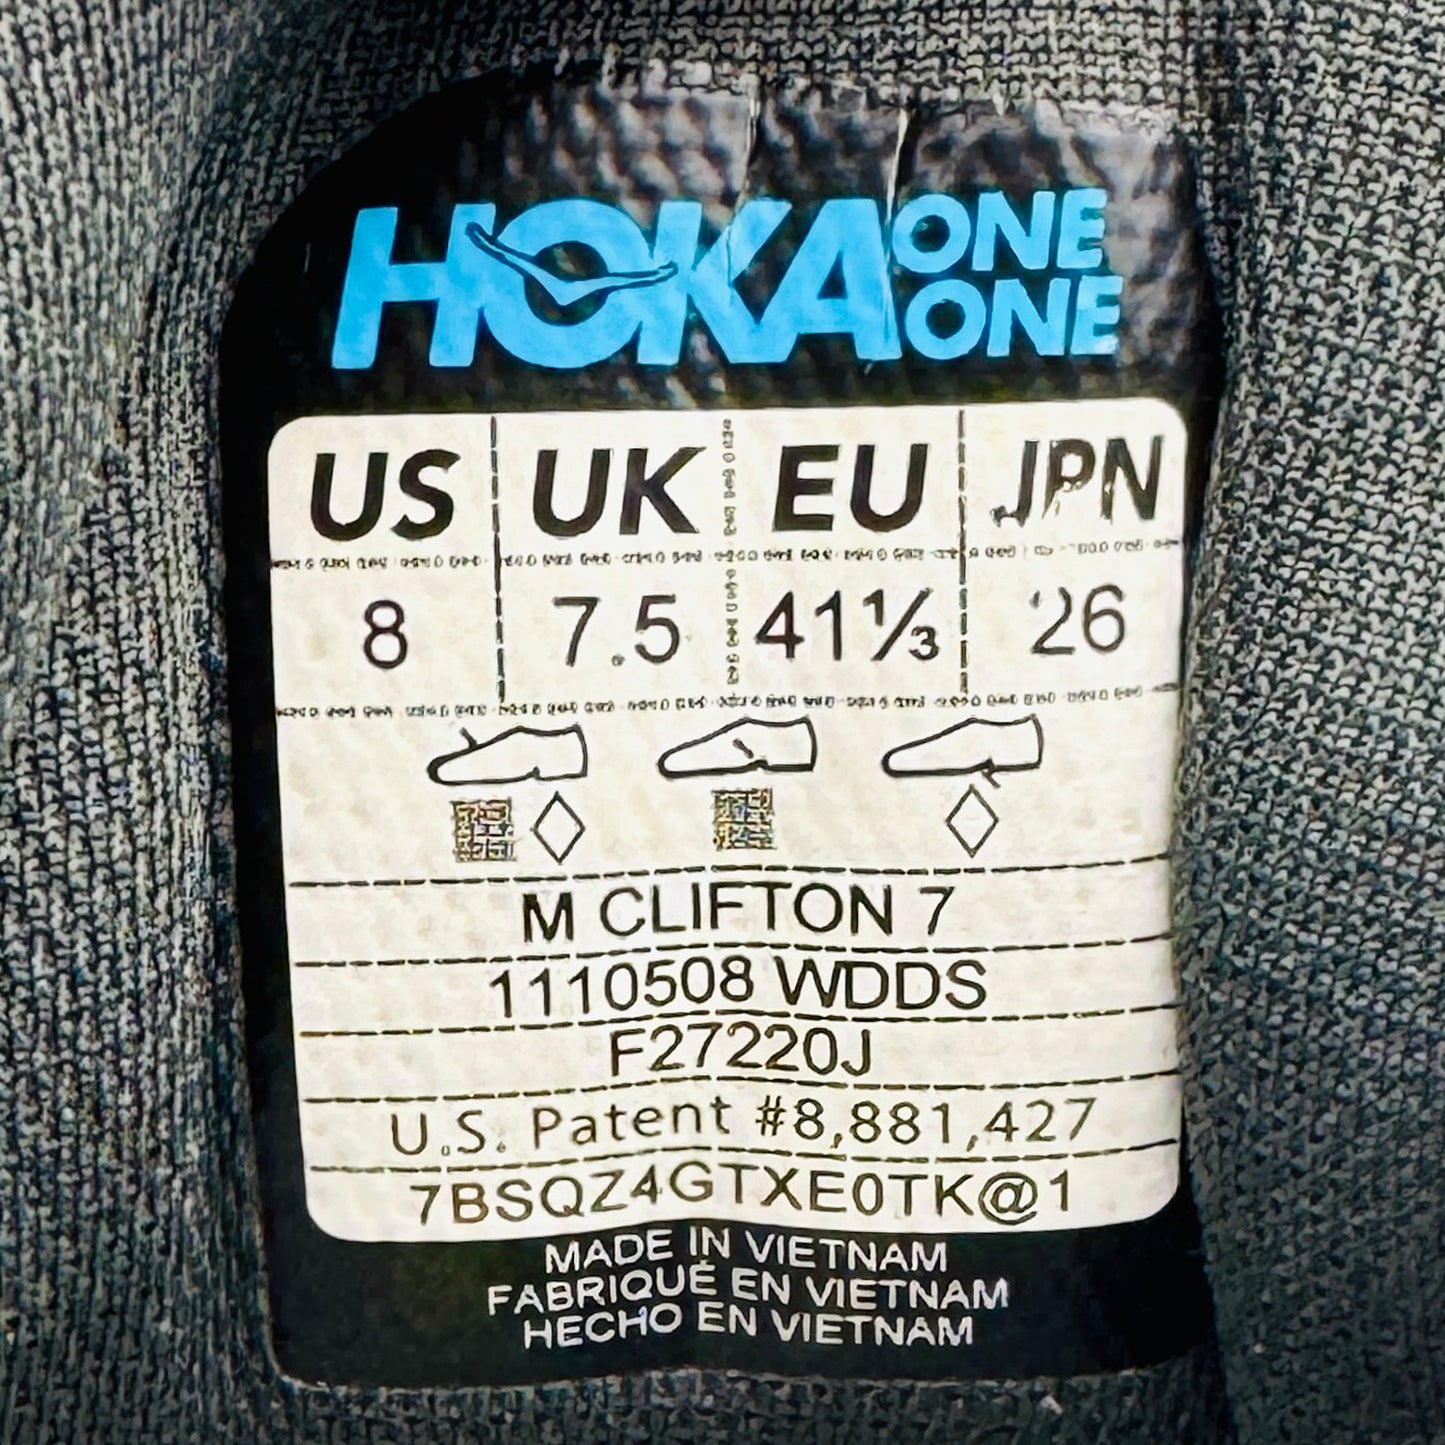 HOKA ONE ONE
US UK EU JPN
8 7.5 41⅓ 26
M CLIFTON 7
1110508 WDDS
F27220J
U.S. Patent #8,881,427
7BSQZ4GTXE0TK@1
MADE IN VIETNAM
FABRIQUÉ EN VIETNAM
HECHO EN VIETNAM